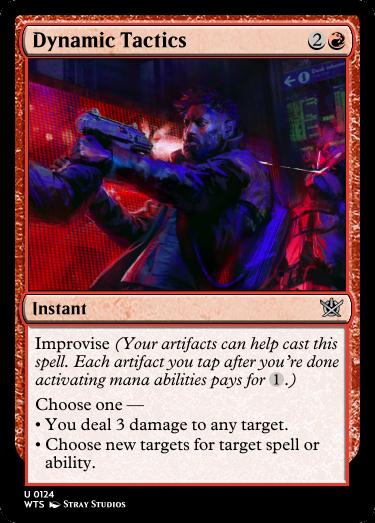 Dynamic Tactics 2
Instant
Improvise (Your artifacts can help cast this
spell. Each artifact you tap after you're done
activating mana abilities pays for 1.)
Choose one —
• You deal 3 damage to any target.
• Choose new targets for target spell or
ability.
U 0124
WTS Stray Studios